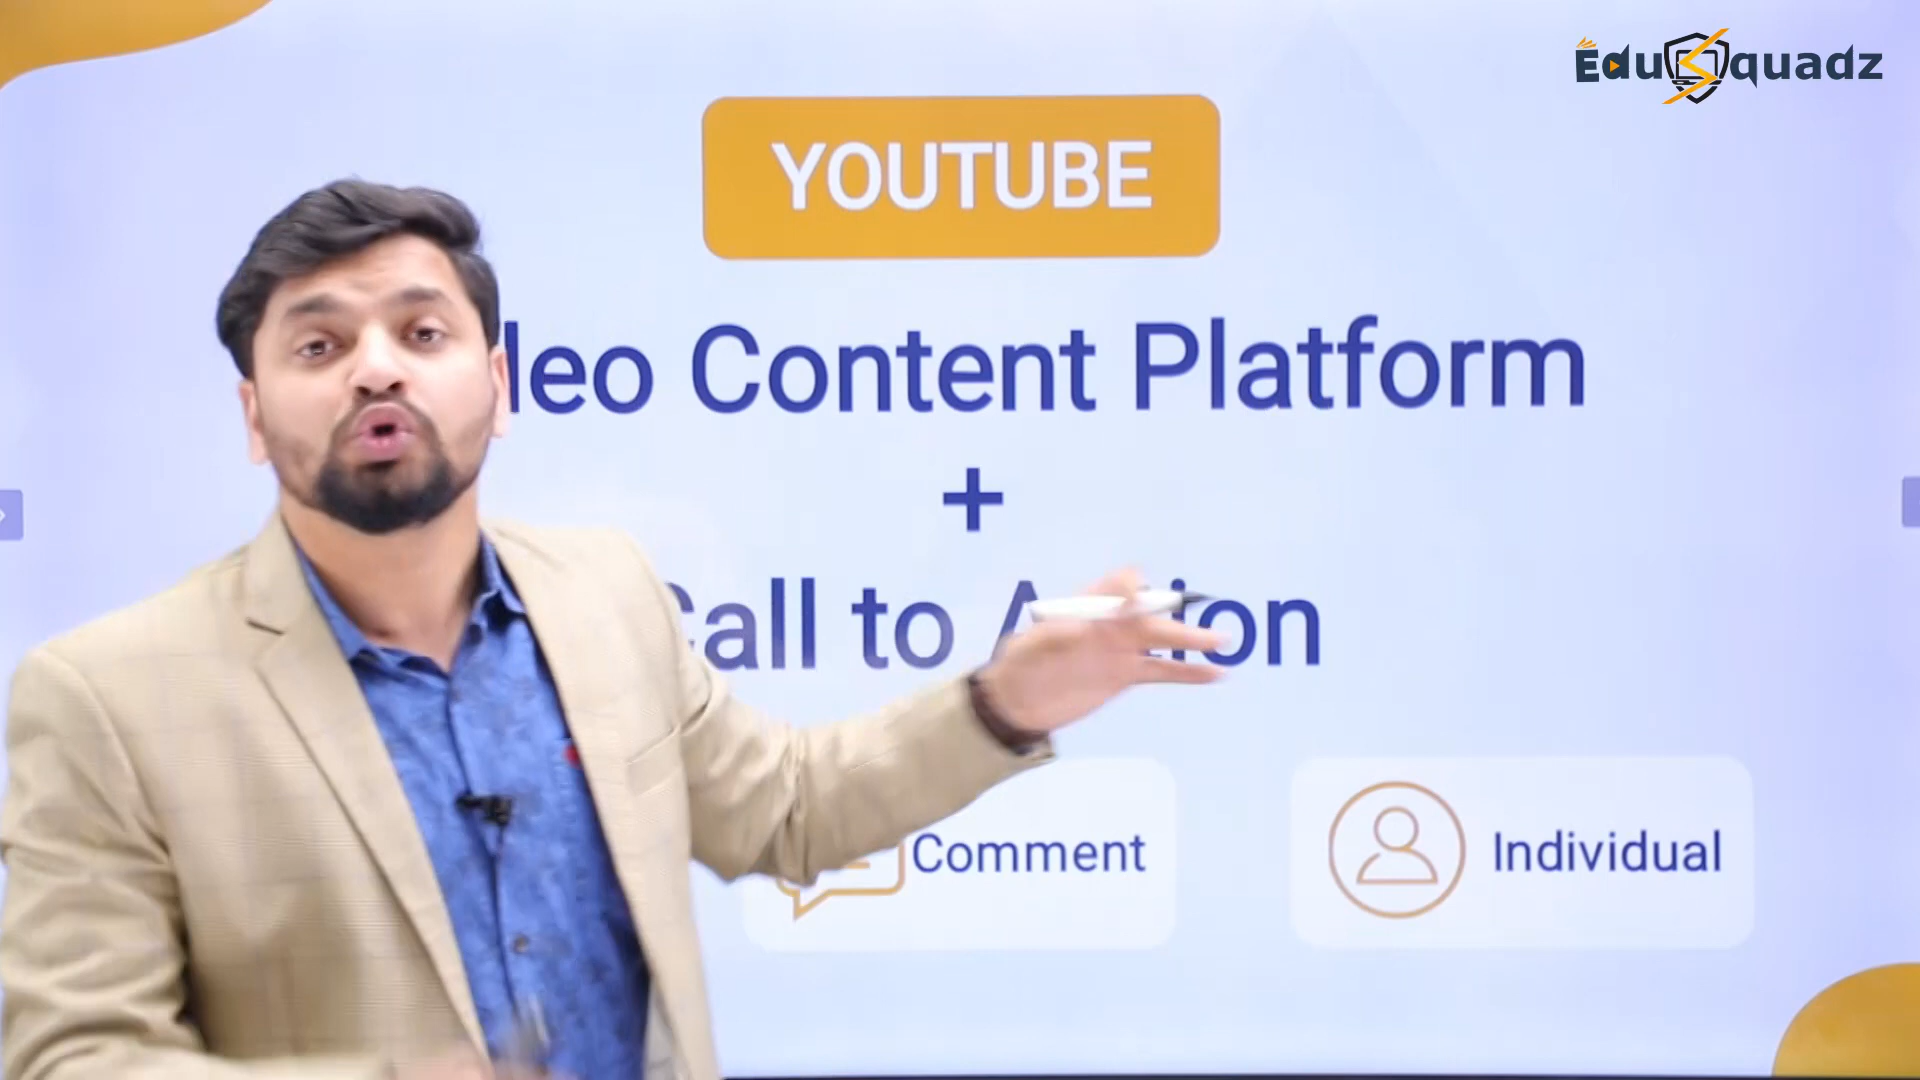 EduSquadz
YOUTUBE
Content Platform
+
to
Comment
Individual